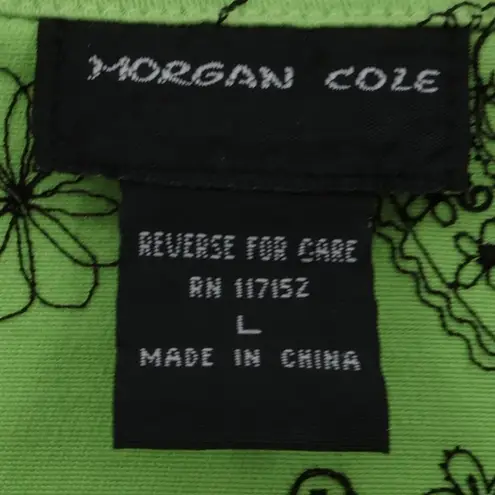 MORGAN COLE
REVERSE FOR CARE
RN 117152
L
MADE IN CHINA